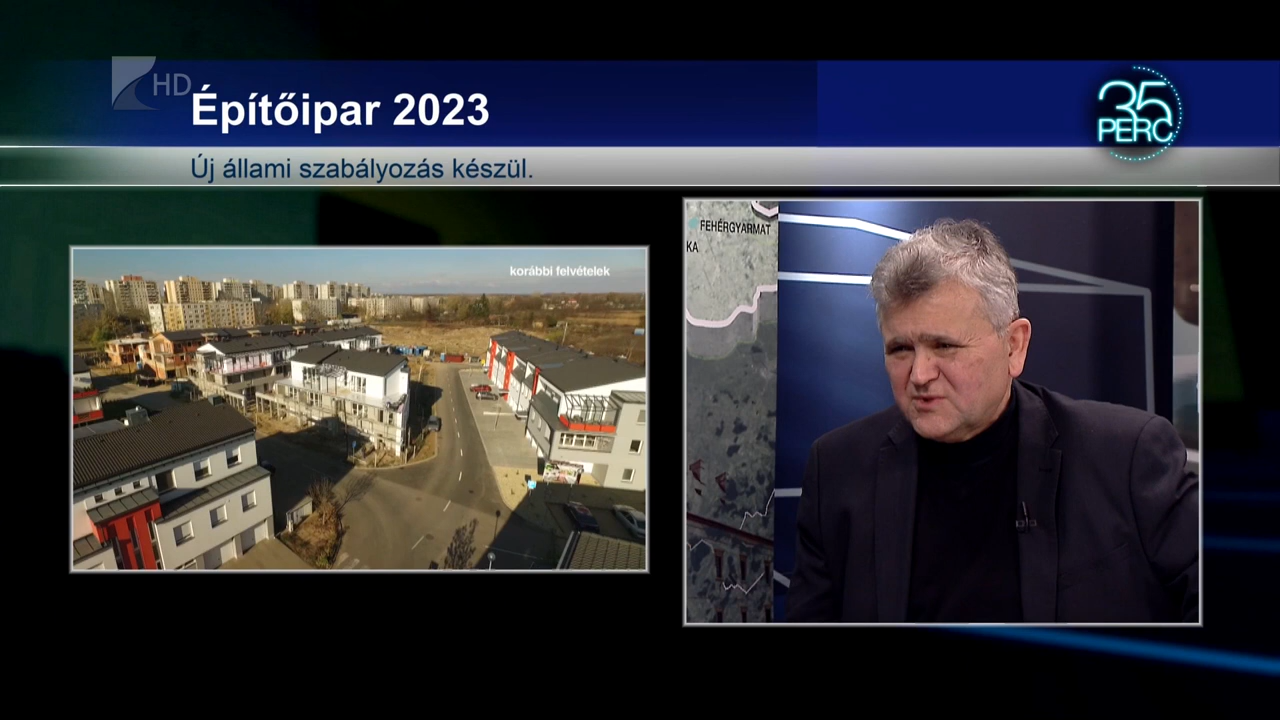 HD
Építőipar 2023
35
PERC
Új állami szabályozás készül.
korábbi felvételek
FEHÉRGYARMAT
KA